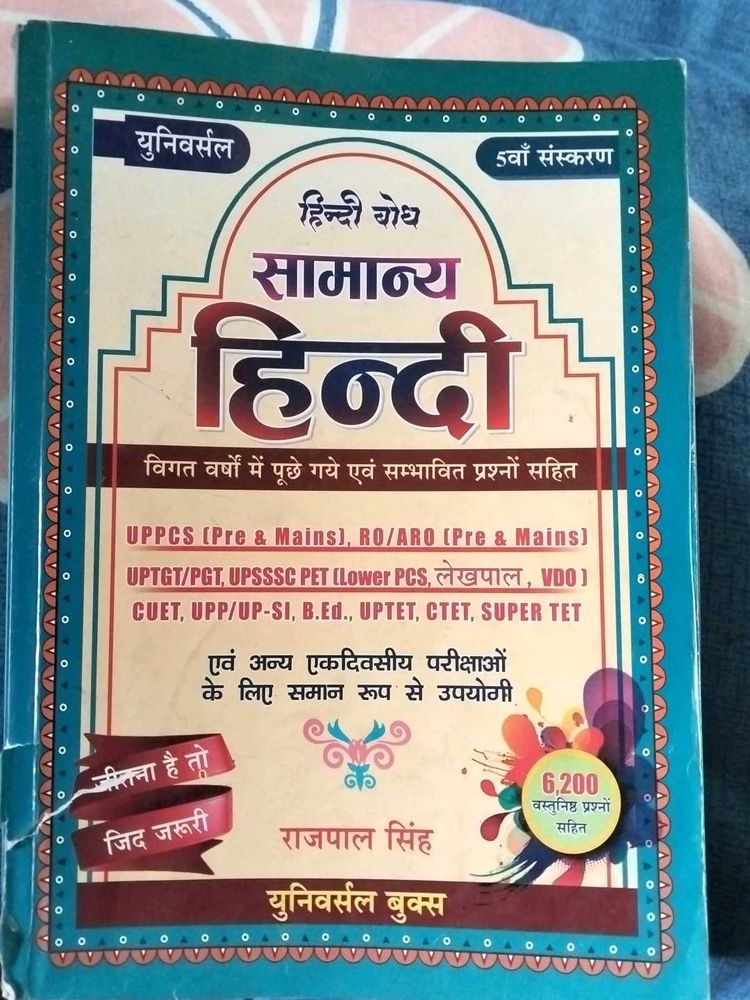 युनिवर्सल
5वाँ संस्करण
हिन्दी बोध
सामान्य
हिन्दी
विगत वर्षों में पूछे गये एवं सम्भावित प्रश्नों सहित
UPPCS (Pre & Mains), RO/ARO (Pre & Mains)
UPTGT/PGT, UPSSSC PET (Lower PCS, लेखपाल, VDO )
CUET, UPP/UP-SI, B.Ed., UPTET, CTET, SUPER TET
एवं अन्य एकदिवसीय परीक्षाओं
के लिए समान रूप से उपयोगी
जीतना है तो
जिद जरूरी
6,200
वस्तुनिष्ठ प्रश्नों
सहित
राजपाल सिंह
युनिवर्सल बुक्स